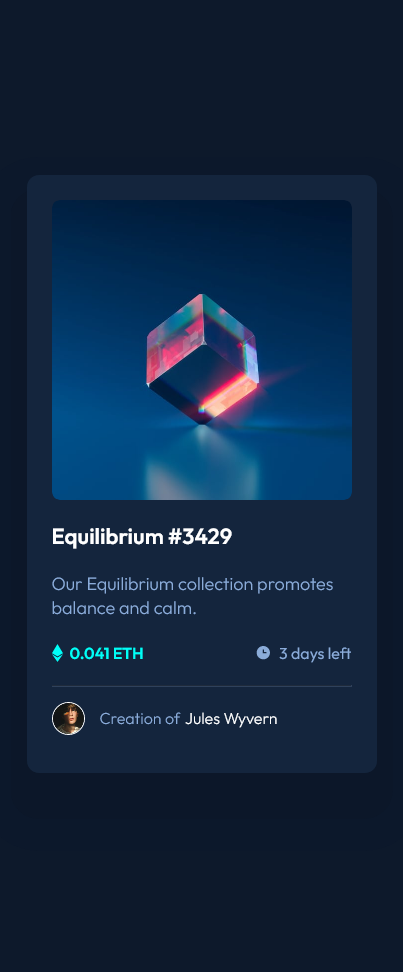 Equilibrium #3429
Our Equilibrium collection promotes
balance and calm.
0.041 ETH
3 days left
Creation of Jules Wyvern